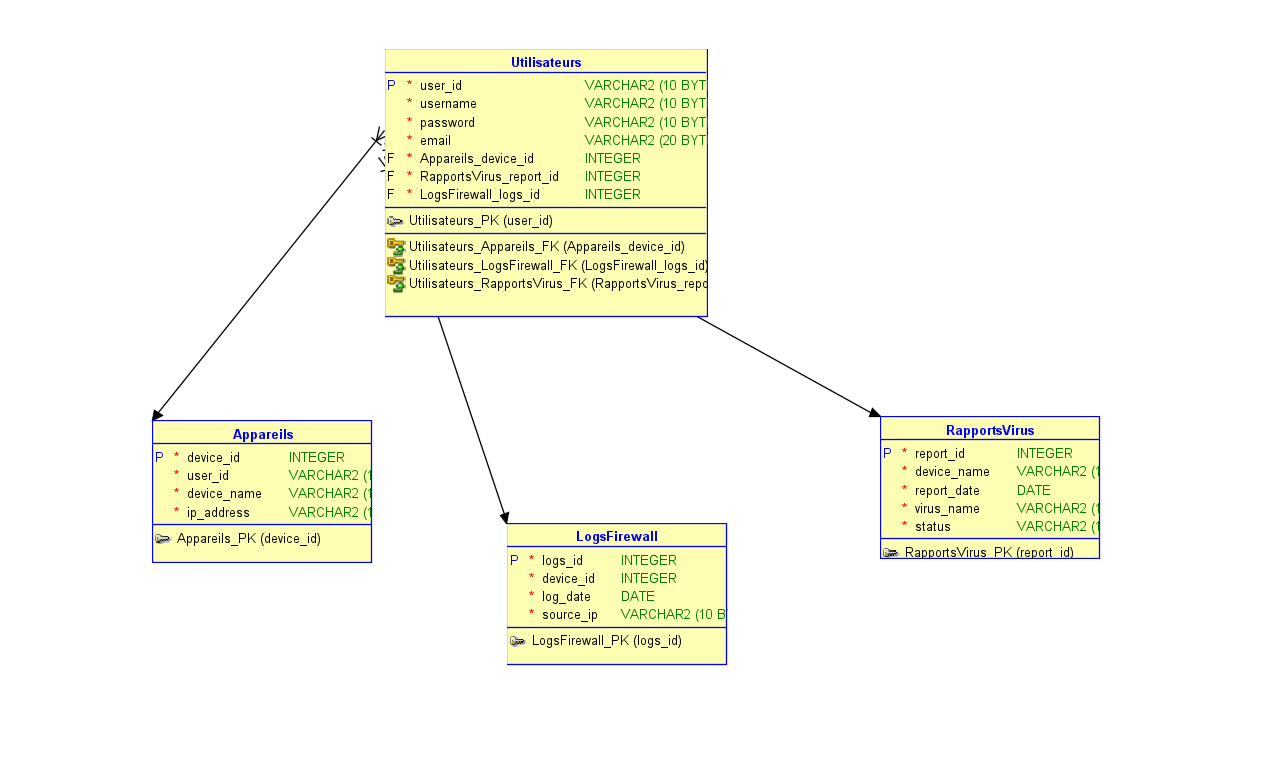 Utilisateurs
P * user_id VARCHAR2 (10 BYT
* username VARCHAR2 (10 BYT
* password VARCHAR2 (10 BYT
* email VARCHAR2 (20 BYT
F * Appareils_device_id INTEGER
F * RapportsVirus_report_id INTEGER
F * LogsFirewall_logs_id INTEGER
Utilisateurs_PK (user_id)
Utilisateurs_Appareils_FK (Appareils_device_id)
Utilisateurs_LogsFirewall_FK (LogsFirewall_logs_id)
Utilisateurs_RapportsVirus_FK (RapportsVirus_repo
Appareils
P * device_id INTEGER
* user_id VARCHAR2 (1
* device_name VARCHAR2 (1
* ip_address VARCHAR2 (1
Appareils_PK (device_id)
LogsFirewall
P * logs_id INTEGER
* device_id INTEGER
* log_date DATE
* source_ip VARCHAR2 (10 B
LogsFirewall_PK (logs_id)
RapportsVirus
P * report_id INTEGER
* device_name VARCHAR2 (1
* report_date DATE
* virus_name VARCHAR2 (1
* status VARCHAR2 (1
RapportsVirus_PK (report_id)